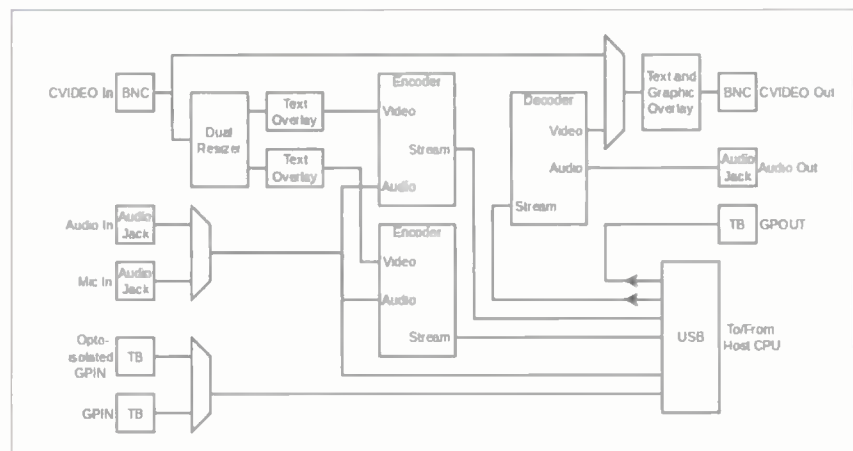 CVIDEO In
BNC
Dual
Resizer
Text
Overlay
Text
Overlay
Encoder
Video
Stream
Audio
Encoder
Video
Audio
Stream
Decoder
Video
Audio
Stream
Text and
Graphic
Overlay
BNC
CVIDEO Out
Audio
Jack
Audio Out
TB
GPOUT
Audio In
Audio
Jack
Mic In
Audio
Jack
Opto-
isolated
GPIN
TB
GPIN
TB
USB
To/From
Host CPU